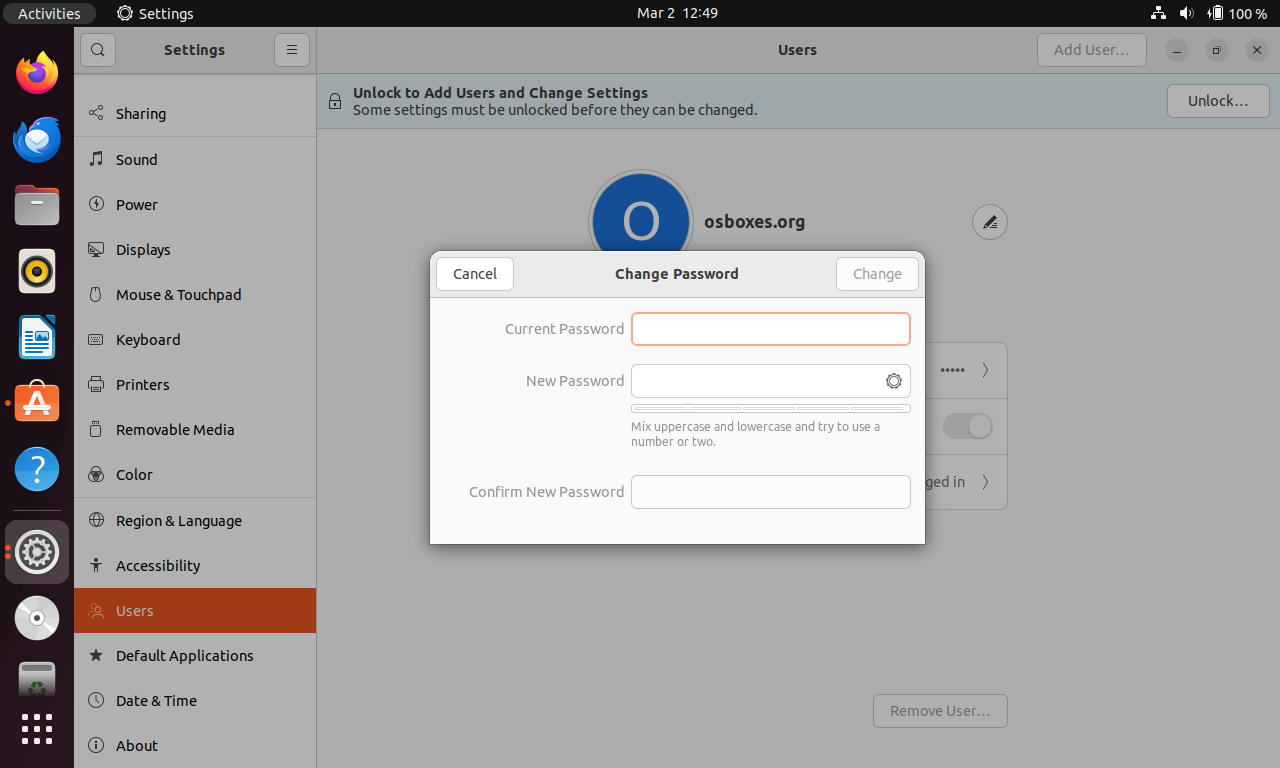 Activities
Settings
Mar 2 12:49
100 %
Settings
Users
Add User...
Unlock to Add Users and Change Settings
Some settings must be unlocked before they can be changed.
Unlock...
Sharing
Sound
Power
Displays
Mouse & Touchpad
Keyboard
Printers
Removable Media
Color
Region & Language
Accessibility
Users
Default Applications
Date & Time
About
O
osboxes.org
Cancel
Change Password
Change
Current Password
New Password
Mix uppercase and lowercase and try to use a
number or two.
Confirm New Password
•••••
ged in
Remove User...